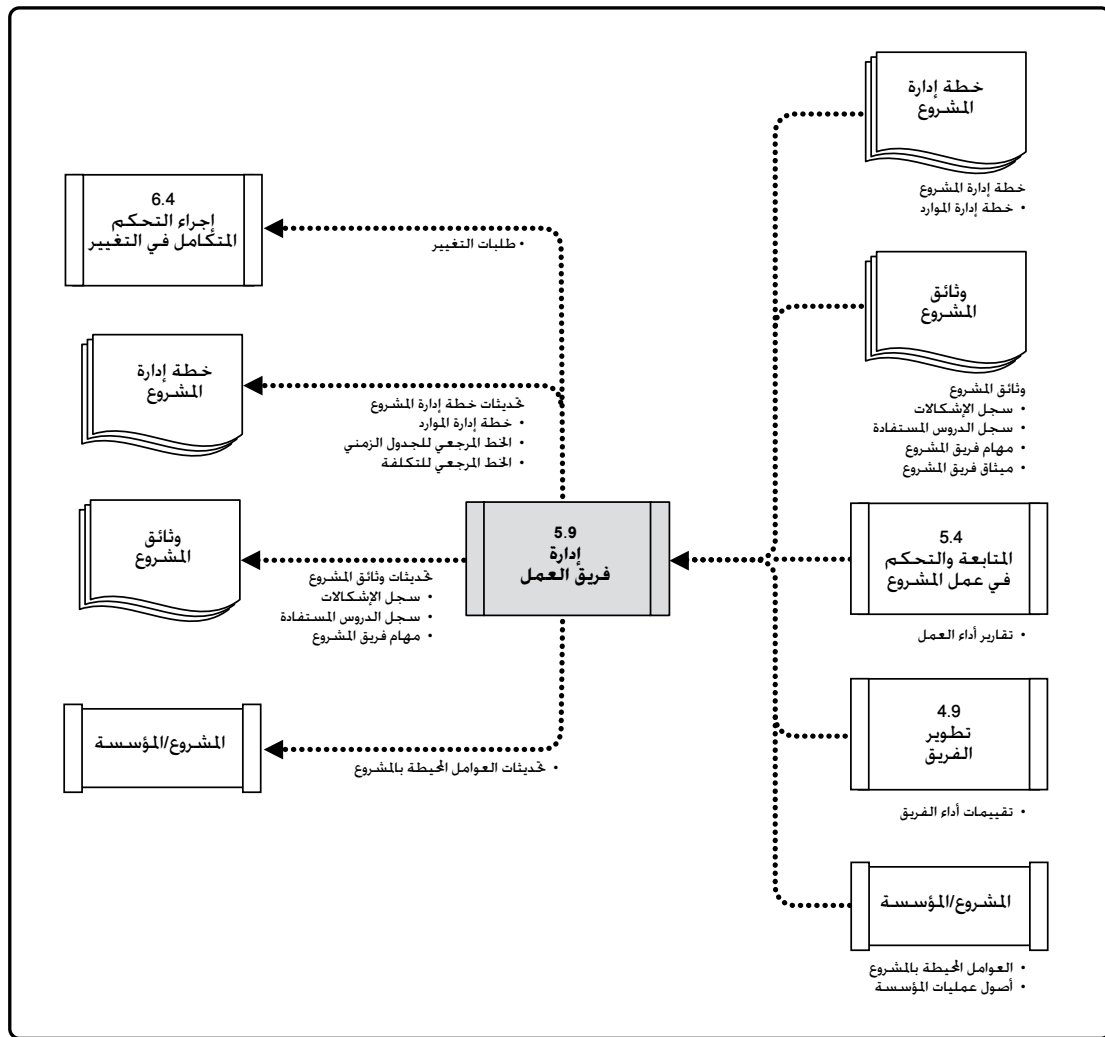 خطة إدارة
المشروع
خطة إدارة المشروع
• خطة إدارة الموارد
وثائق
المشروع
وثائق المشروع
• سجل الإشكالات
• سجل الدروس المستفادة
• مهام فريق المشروع
• ميثاق فريق المشروع
5.4
المتابعة والتحكم
في عمل المشروع
• تقارير أداء العمل
4.9
تطوير
الفريق
• تقييمات أداء الفريق
المشروع/المؤسسة
• العوامل المحيطة بالمشروع
• أصول عمليات المؤسسة
5.9
إدارة
فريق العمل
6.4
إجراء التحكم
المتكامل في التغيير
• طلبات التغيير
خطة إدارة
المشروع
تحديثات خطة إدارة المشروع
• خطة إدارة الموارد
• الخط المرجعي للجدول الزمني
• الخط المرجعي للتكلفة
وثائق
المشروع
تحديثات وثائق المشروع
• سجل الإشكالات
• سجل الدروس المستفادة
• مهام فريق المشروع
المشروع/المؤسسة
• تحديثات العوامل المحيطة بالمشروع